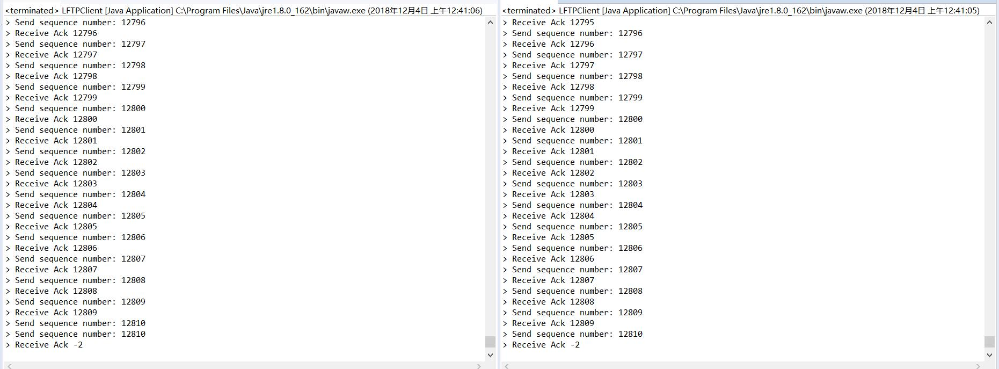 <terminated> LFTPClient [Java Application] C:\Program Files\Java\jre1.8.0_162\bin\javaw.exe (2018年12月4日 上午12:41:06)
> Send sequence number: 12796
> Receive Ack 12796
> Send sequence number: 12797
> Receive Ack 12797
> Send sequence number: 12798
> Receive Ack 12798
> Send sequence number: 12799
> Receive Ack 12799
> Send sequence number: 12800
> Receive Ack 12800
> Send sequence number: 12801
> Receive Ack 12801
> Send sequence number: 12802
> Receive Ack 12802
> Send sequence number: 12803
> Receive Ack 12803
> Send sequence number: 12804
> Receive Ack 12804
> Send sequence number: 12805
> Receive Ack 12805
> Send sequence number: 12806
> Receive Ack 12806
> Send sequence number: 12807
> Receive Ack 12807
> Send sequence number: 12808
> Receive Ack 12808
> Send sequence number: 12809
> Receive Ack 12809
> Send sequence number: 12810
> Send sequence number: 12810
> Receive Ack -2
<terminated> LFTPClient [Java Application] C:\Program Files\Java\jre1.8.0_162\bin\javaw.exe (2018年12月4日 上午12:41:05)
> Receive Ack 12795
> Send sequence number: 12796
> Receive Ack 12796
> Send sequence number: 12797
> Receive Ack 12797
> Send sequence number: 12798
> Receive Ack 12798
> Send sequence number: 12799
> Receive Ack 12799
> Send sequence number: 12800
> Receive Ack 12800
> Send sequence number: 12801
> Receive Ack 12801
> Send sequence number: 12802
> Receive Ack 12802
> Send sequence number: 12803
> Receive Ack 12803
> Send sequence number: 12804
> Receive Ack 12804
> Send sequence number: 12805
> Receive Ack 12805
> Send sequence number: 12806
> Receive Ack 12806
> Send sequence number: 12807
> Receive Ack 12807
> Send sequence number: 12808
> Receive Ack 12808
> Send sequence number: 12809
> Receive Ack 12809
> Send sequence number: 12810
> Receive Ack -2